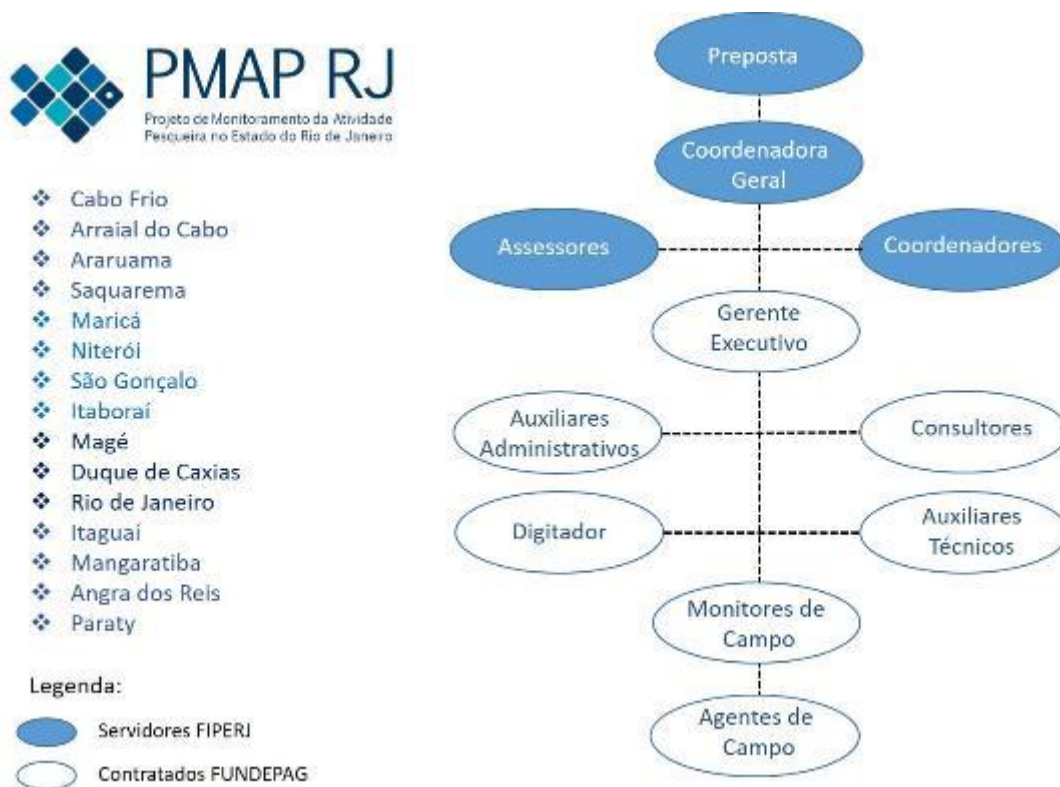 PMAP RJ
Projeto de Monitoramento da Atividade
Pesqueira no Estado do Rio de Janeiro
❖ Cabo Frio
❖ Arraial do Cabo
❖ Araruama
❖ Saquarema
❖ Maricá
❖ Niterói
❖ São Gonçalo
❖ Itaboraí
❖ Magé
❖ Duque de Caxias
❖ Rio de Janeiro
❖ Itaguaí
❖ Mangaratiba
❖ Angra dos Reis
❖ Paraty
Legenda:
Servidores FIPERJ
Contratados FUNDEPAG
Preposta
Coordenadora
Geral
Assessores
Coordenadores
Gerente
Executivo
Auxiliares
Administrativos
Consultores
Digitador
Auxiliares
Técnicos
Monitores de
Campo
Agentes de
Campo